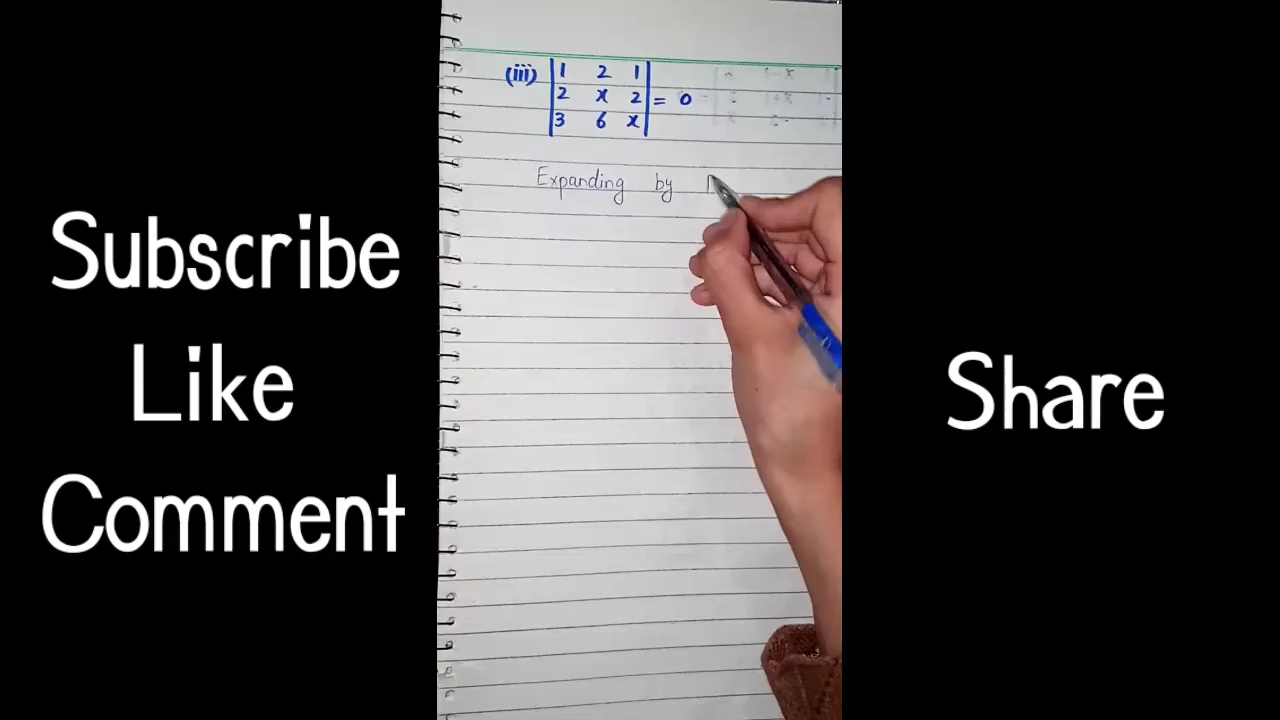 Subscribe
Like
Comment
(iii) | 1 2 1 |
| 2 x 2 | = 0
| 3 6 x |
Expanding by
Share